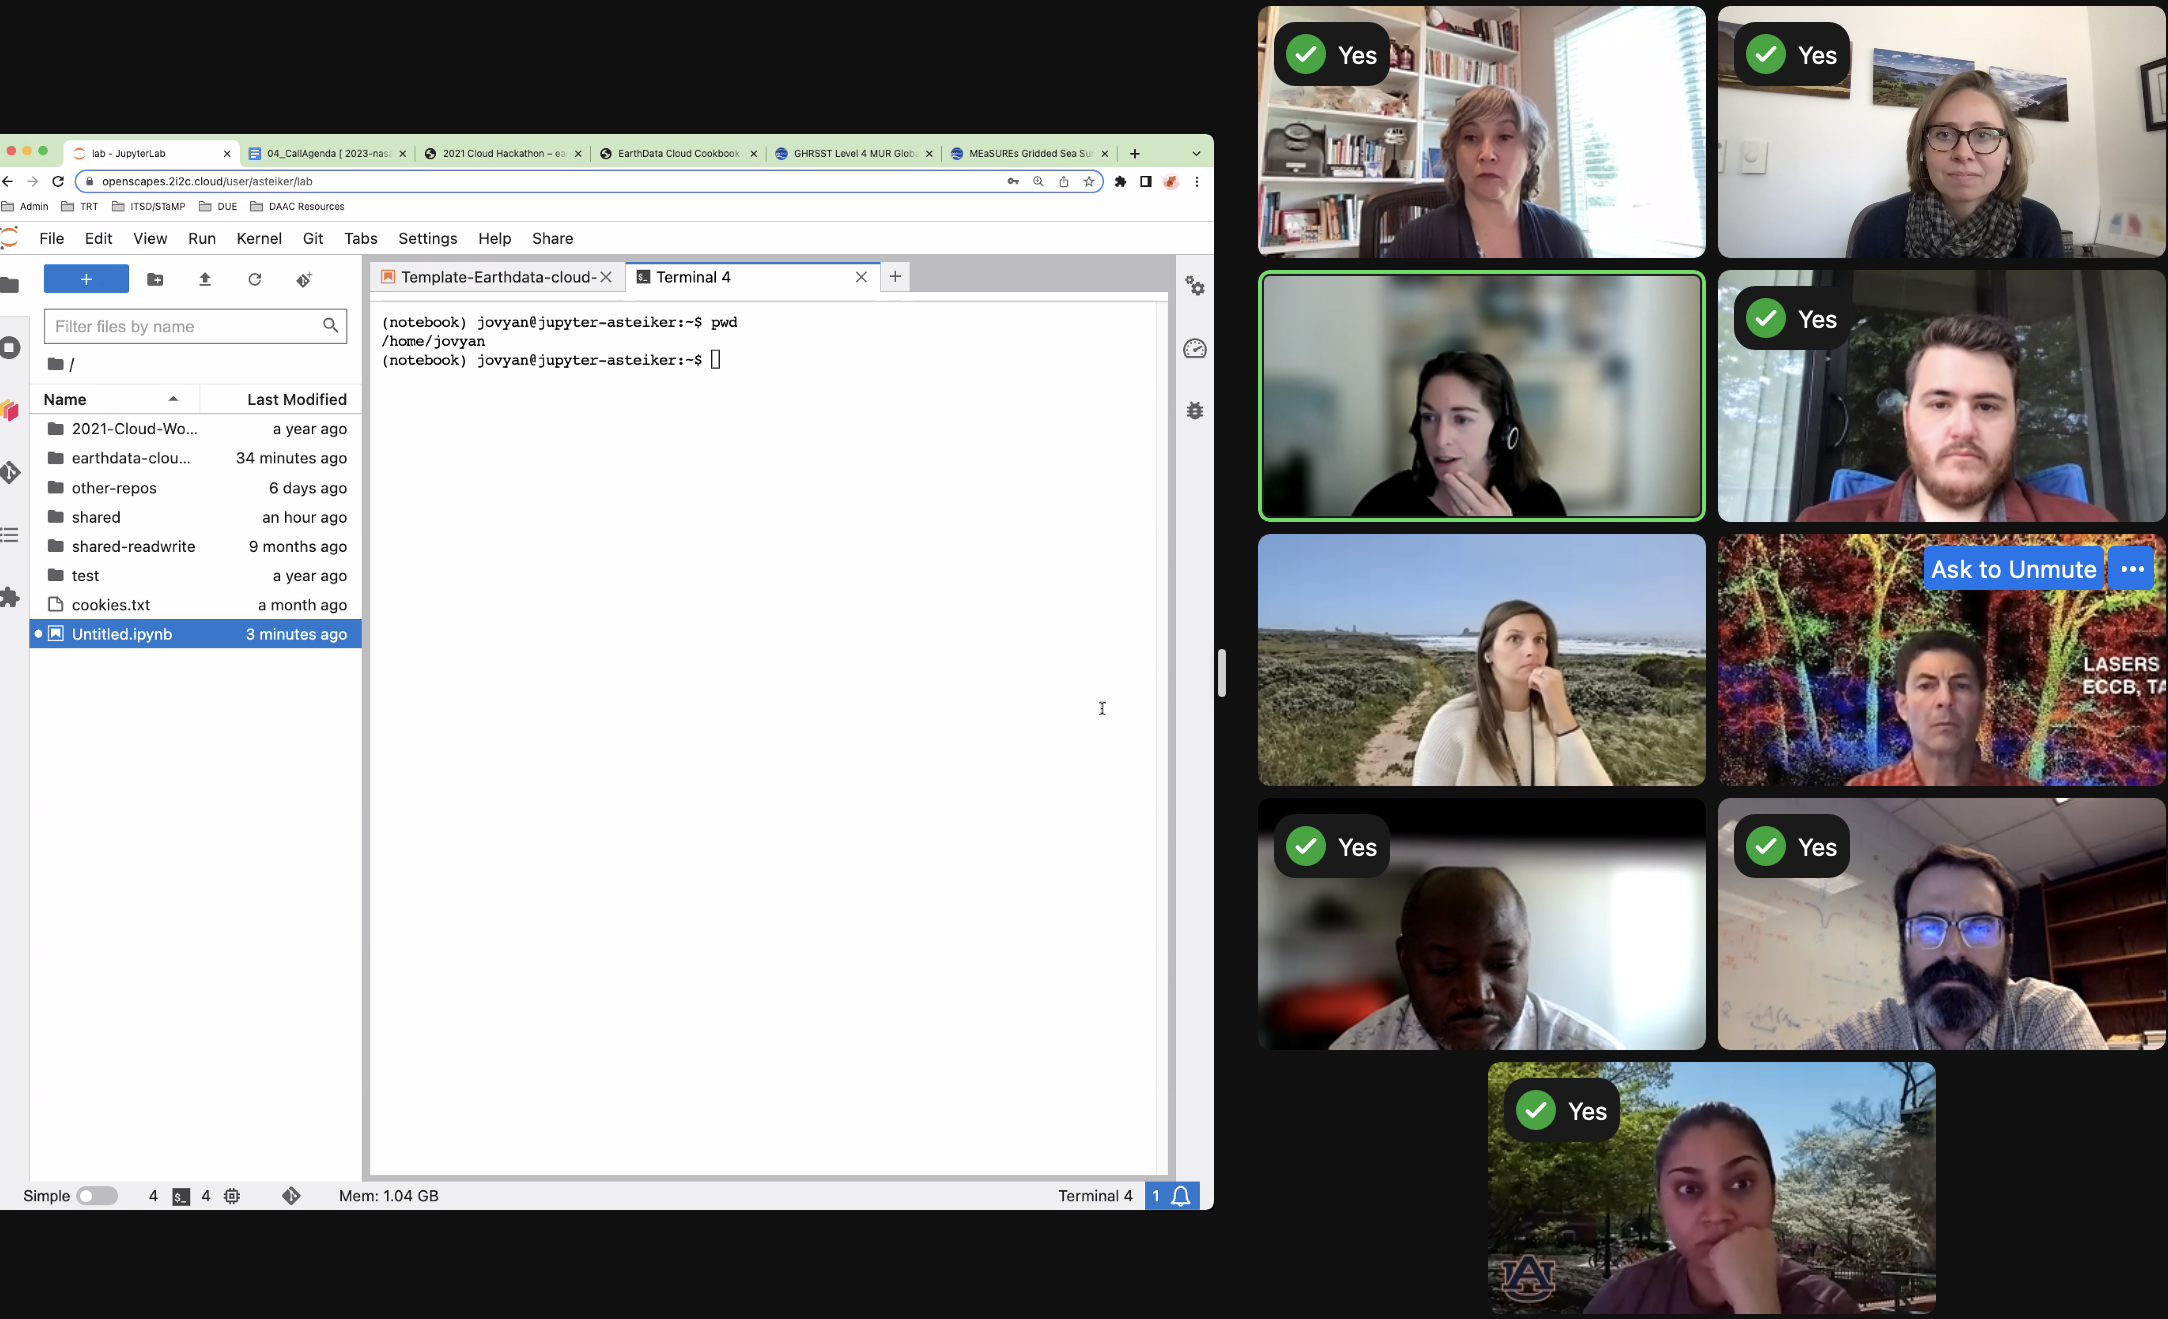 lab - JupyterLab
04_CallAgenda [ 2023-nas
2021 Cloud Hackathon – ea
EarthData Cloud Cookbook
GHRSST Level 4 MUR Globa
MEaSUREs Gridded Sea Su
openscapes.2i2c.cloud/user/asteiker/lab
Admin TRT ITSD/STaMP DUE DAAC Resources
File Edit View Run Kernel Git Tabs Settings Help Share
Template-Earthdata-cloud-
Terminal 4
Filter files by name
/
Name Last Modified
2021-Cloud-Wo... a year ago
earthdata-clou... 34 minutes ago
other-repos 6 days ago
shared an hour ago
shared-readwrite 9 months ago
test a year ago
cookies.txt a month ago
Untitled.ipynb 3 minutes ago
(notebook) jovyan@jupyter-asteiker:~$ pwd
/home/jovyan
(notebook) jovyan@jupyter-asteiker:~$
Simple 4 4 Mem: 1.04 GB Terminal 4 1
Yes
Yes
Yes
Ask to Unmute
LASERS
ECCB, TA
Yes
Yes
Yes
AU